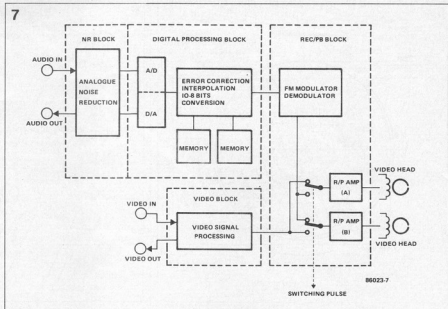 7
NR BLOCK
DIGITAL PROCESSING BLOCK
REC/PB BLOCK
AUDIO IN
AUDIO OUT
ANALOGUE
NOISE
REDUCTION
A/D
D/A
ERROR CORRECTION
INTERPOLATION
10-8 BITS
CONVERSION
MEMORY
MEMORY
FM MODULATOR
DEMODULATOR
VIDEO BLOCK
VIDEO IN
VIDEO OUT
VIDEO SIGNAL
PROCESSING
R/P AMP
(A)
VIDEO HEAD
R/P AMP
(B)
VIDEO HEAD
86023-7
SWITCHING PULSE